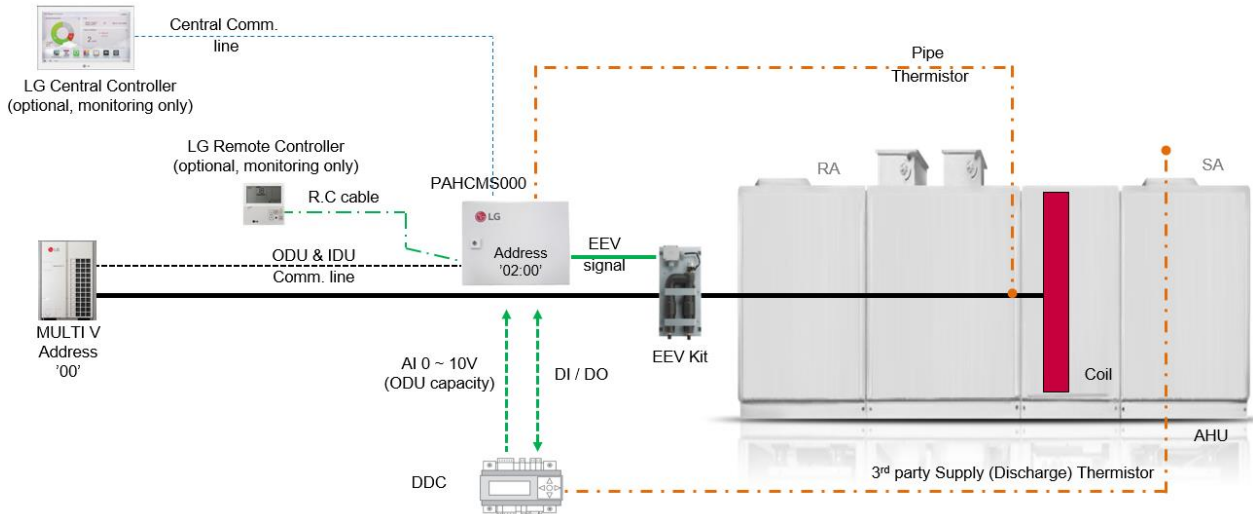 Central Comm.
line
LG Central Controller
(optional, monitoring only)
Pipe
Thermistor
LG Remote Controller
(optional, monitoring only)
PAHCMS000
R.C cable
LG
Address
'02:00'
RA
SA
EEV
signal
ODU & IDU
Comm. line
MULTI V
Address
'00'
EEV Kit
AI 0 ~ 10V
(ODU capacity)
DI / DO
Coil
AHU
DDC
3rd party Supply (Discharge) Thermistor